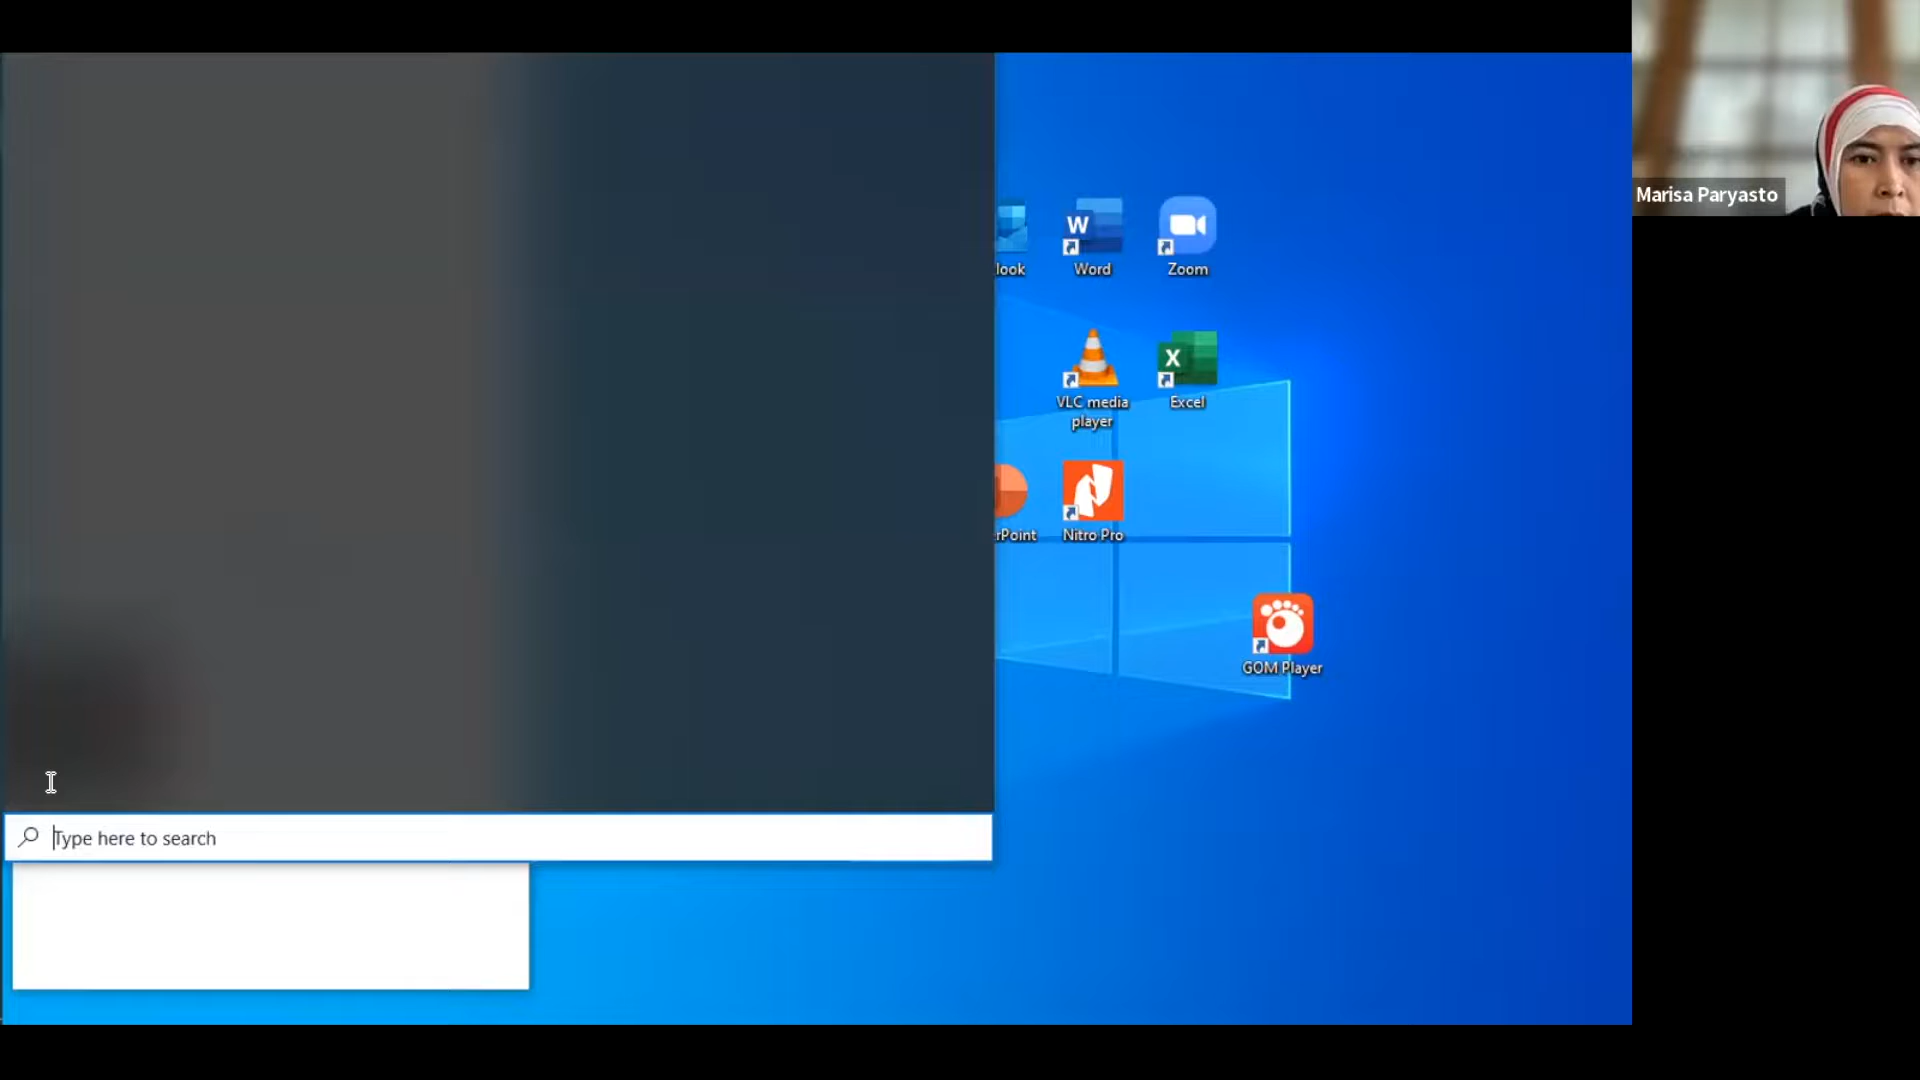 Marisa Paryasto
look
Word
Zoom
VLC media
player
Excel
rPoint
Nitro Pro
GOM Player
Type here to search